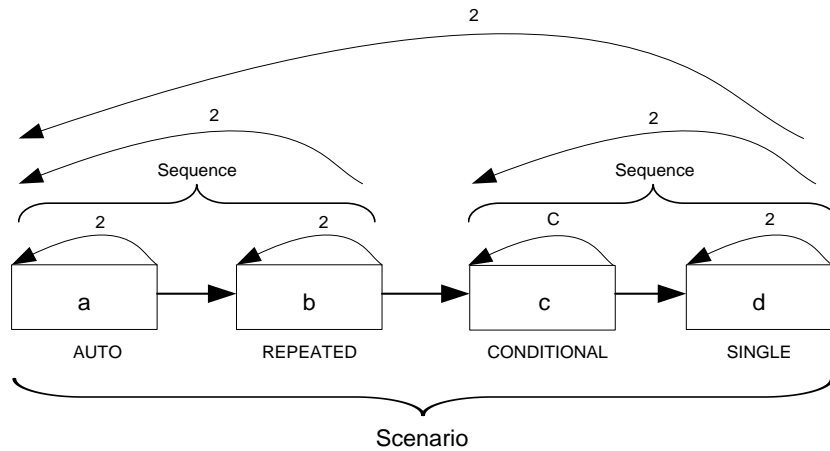 2
2
2
Sequence
Sequence
2
2
C
2
a
b
c
d
AUTO
REPEATED
CONDITIONAL
SINGLE
Scenario